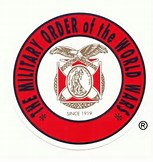 ★ THE MILITARY ORDER of the WORLD WARS ★
SINCE 1919
®